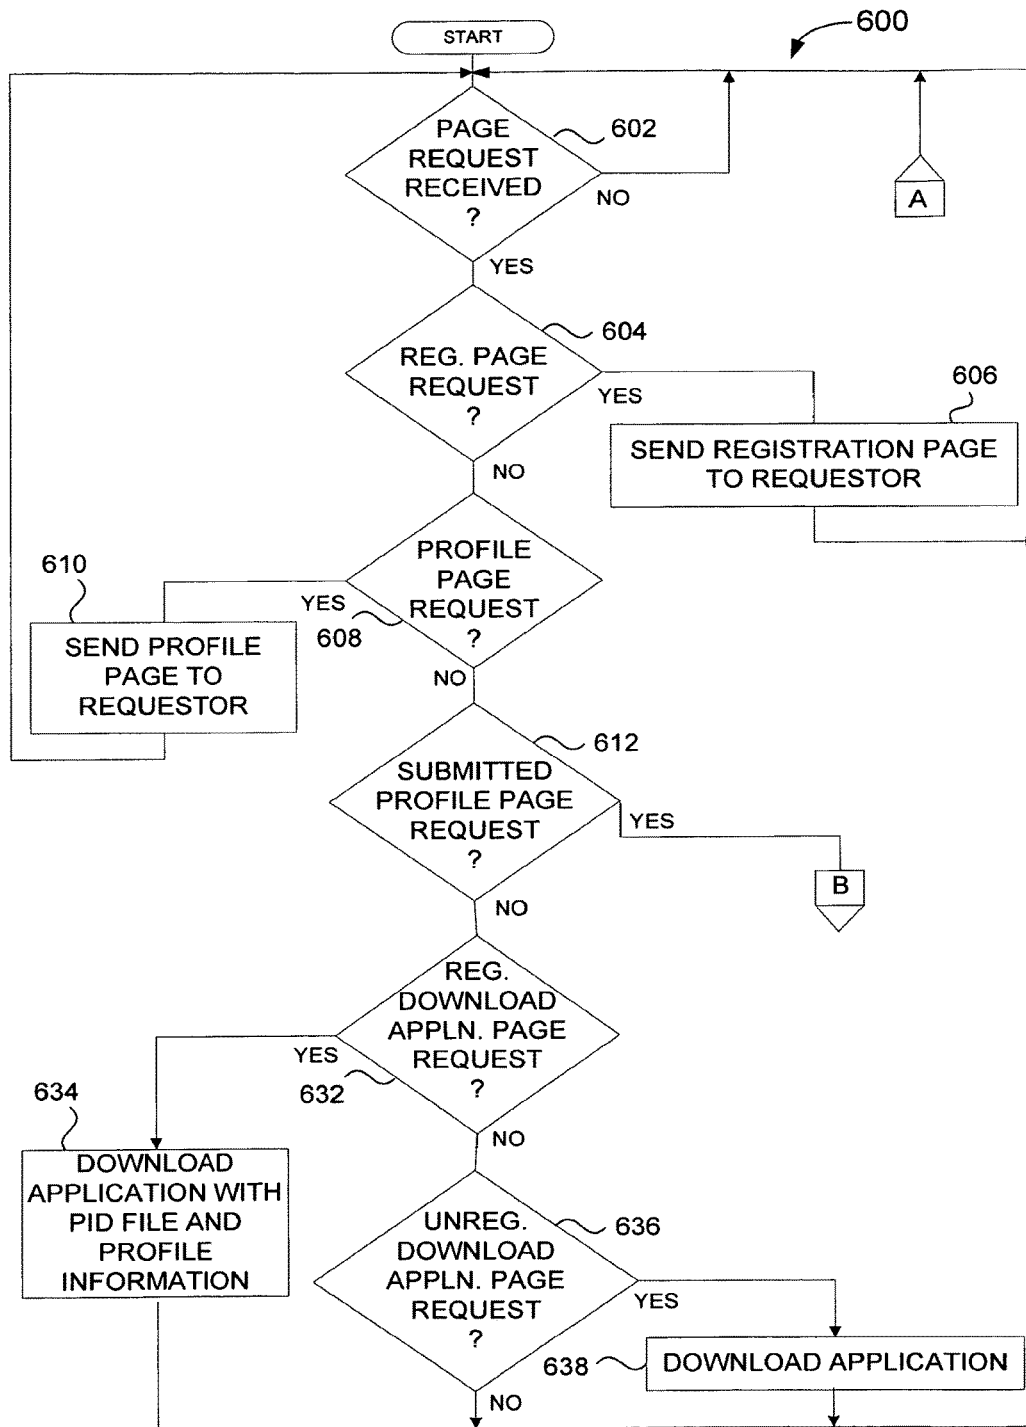 START
600
PAGE
REQUEST
RECEIVED
?
602
NO
A
YES
604
REG. PAGE
REQUEST
?
YES
606
SEND REGISTRATION PAGE
TO REQUESTOR
NO
PROFILE
PAGE
REQUEST
?
610
YES
608
SEND PROFILE
PAGE TO
REQUESTOR
NO
612
SUBMITTED
PROFILE PAGE
REQUEST
?
YES
B
NO
REG.
DOWNLOAD
APPLN. PAGE
REQUEST
?
YES
632
634
NO
DOWNLOAD
APPLICATION WITH
PID FILE AND
PROFILE
INFORMATION
636
UNREG.
DOWNLOAD
APPLN. PAGE
REQUEST
?
YES
638
DOWNLOAD APPLICATION
NO